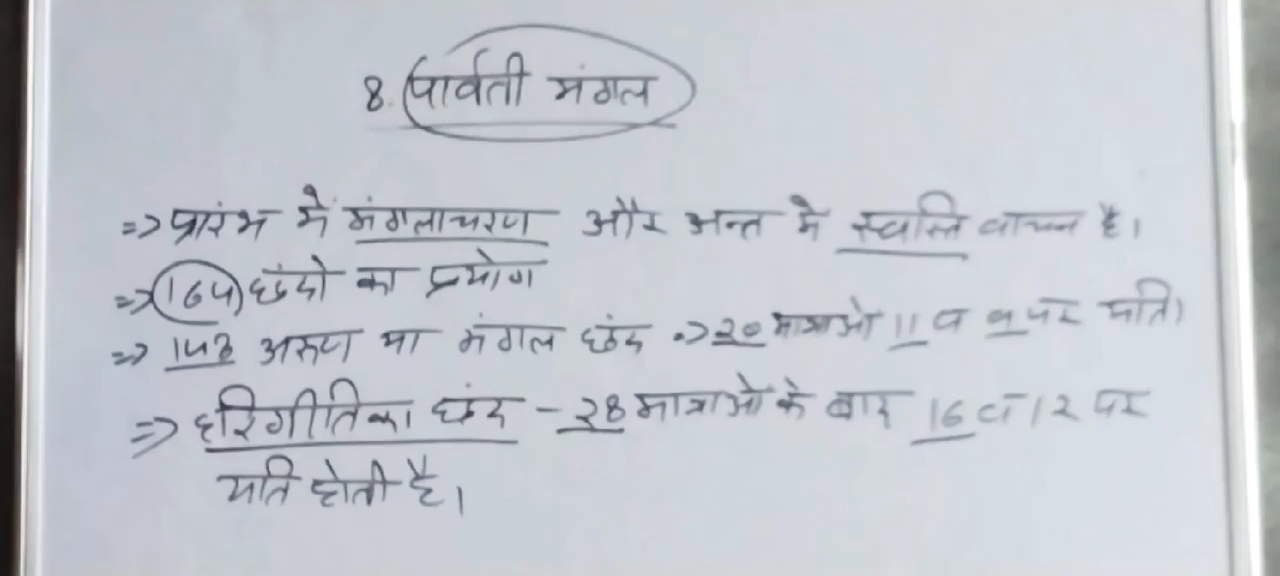 8. पार्वती मंगल
=> प्रारंभ में मंगलाचरण और अन्त मे स्वस्ति वाचन है।
=> 164 छंदो का प्रयोग
=> 148 अरुण या मंगल छंद => 20 मात्राओ 11 व 9 पर यति।
=> हरिगीतिका छंद - 28 मात्राओ के बाद 16 व 12 पर
यति होती है।